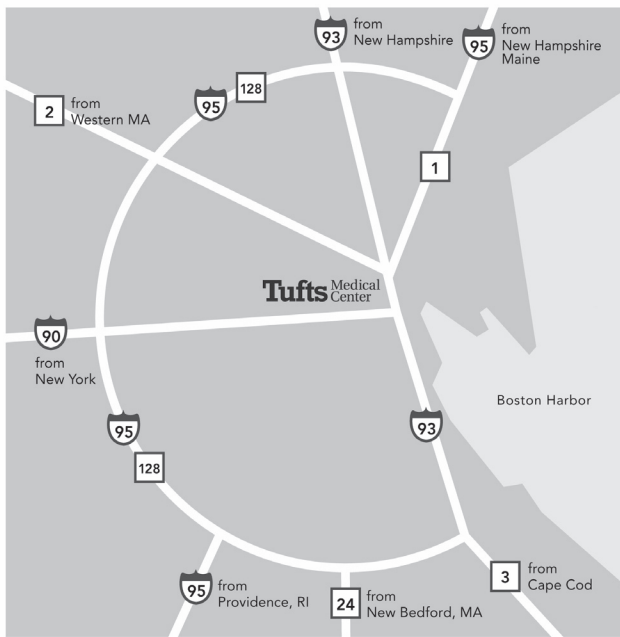 93
from
New Hampshire
95
from
New Hampshire
Maine
2
from
Western MA
95
128
1
Tufts Medical Center
90
from
New York
Boston Harbor
95
93
128
95
from
Providence, RI
24
from
New Bedford, MA
3
from
Cape Cod